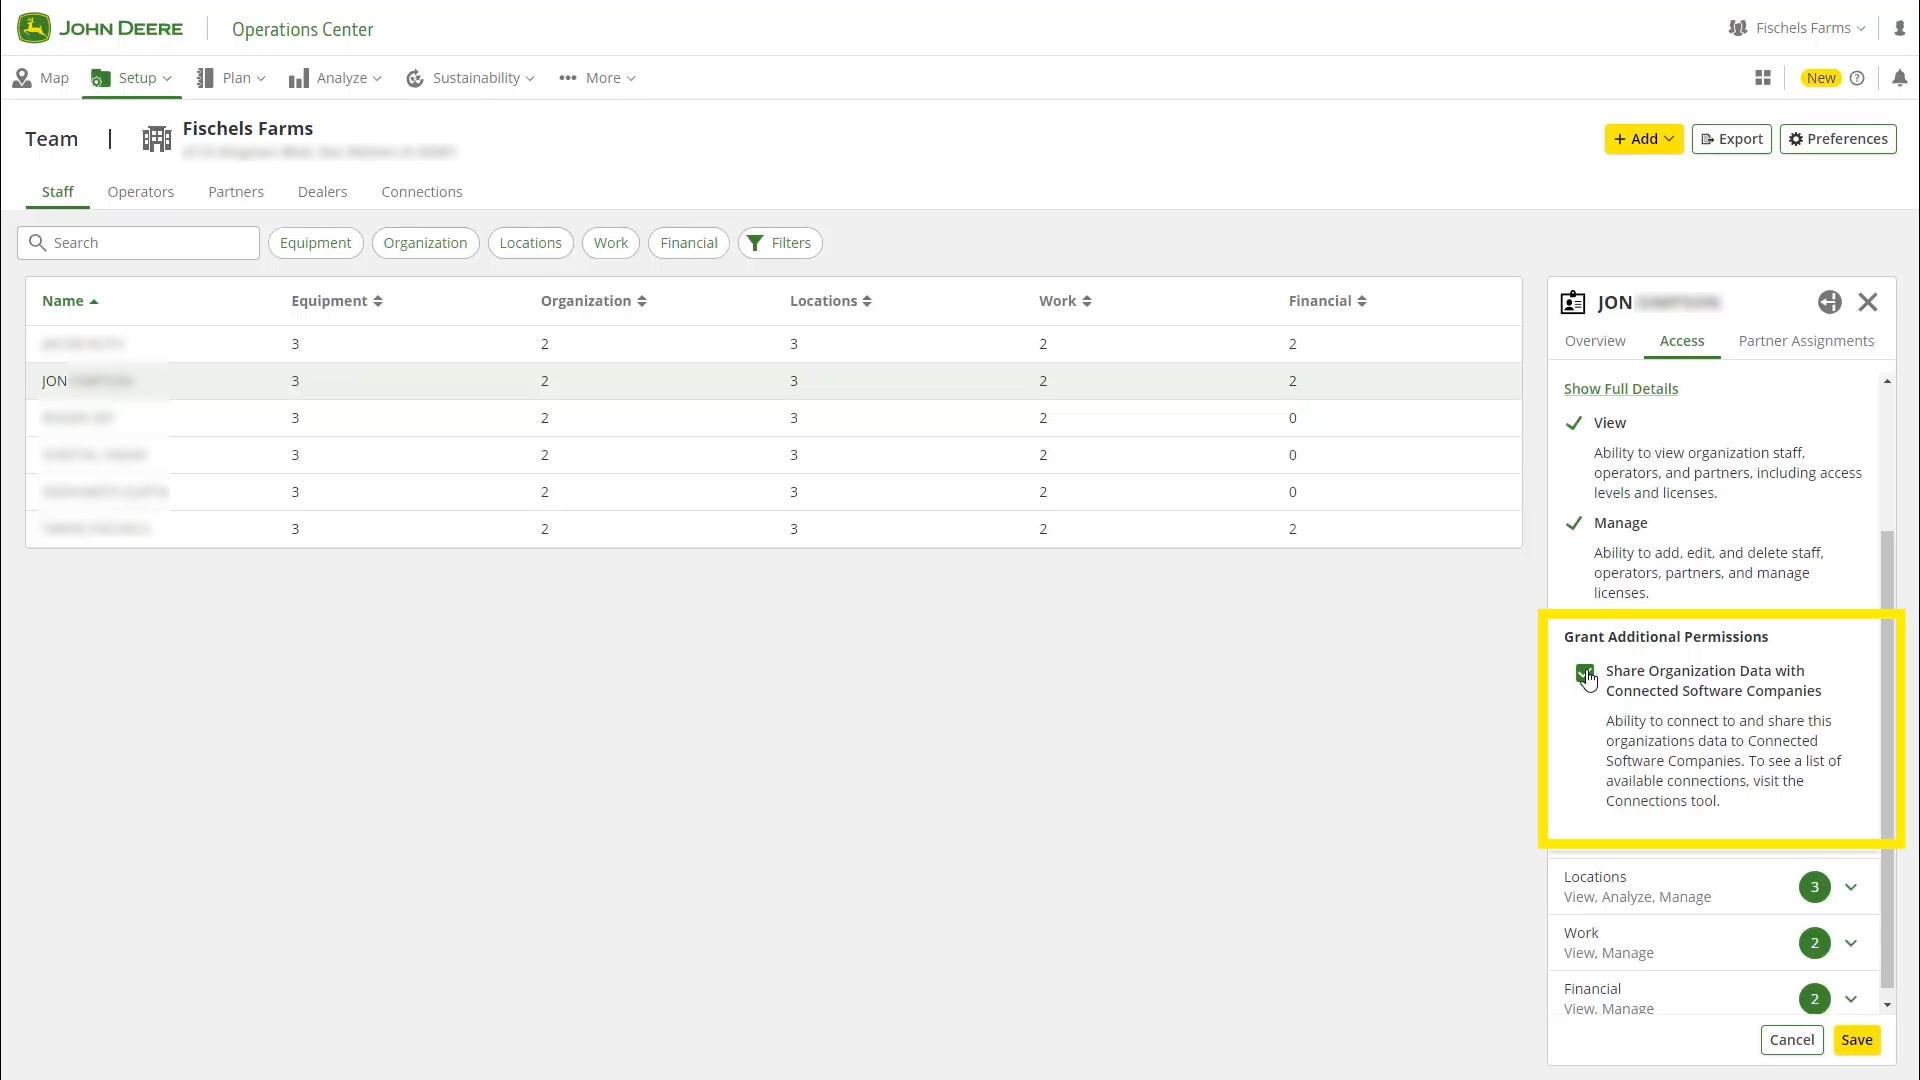 JOHN DEERE
Operations Center
Fischels Farms
Map
Setup
Plan
Analyze
Sustainability
More
New
Team
Fischels Farms
+ Add
Export
Preferences
Staff
Operators
Partners
Dealers
Connections
Search
Equipment
Organization
Locations
Work
Financial
Filters
Name Equipment Organization Locations Work Financial
3 2 3 2 2
JON 3 2 3 2 2
3 2 3 2 0
3 2 3 2 0
3 2 3 2 0
3 2 3 2 2
JON
Overview
Access
Partner Assignments
Show Full Details
View
Ability to view organization staff,
operators, and partners, including access
levels and licenses.
Manage
Ability to add, edit, and delete staff,
operators, partners, and manage
licenses.
Grant Additional Permissions
Share Organization Data with
Connected Software Companies
Ability to connect to and share this
organizations data to Connected
Software Companies. To see a list of
available connections, visit the
Connections tool.
Locations
View, Analyze, Manage
3
Work
View, Manage
2
Financial
View, Manage
2
Cancel
Save